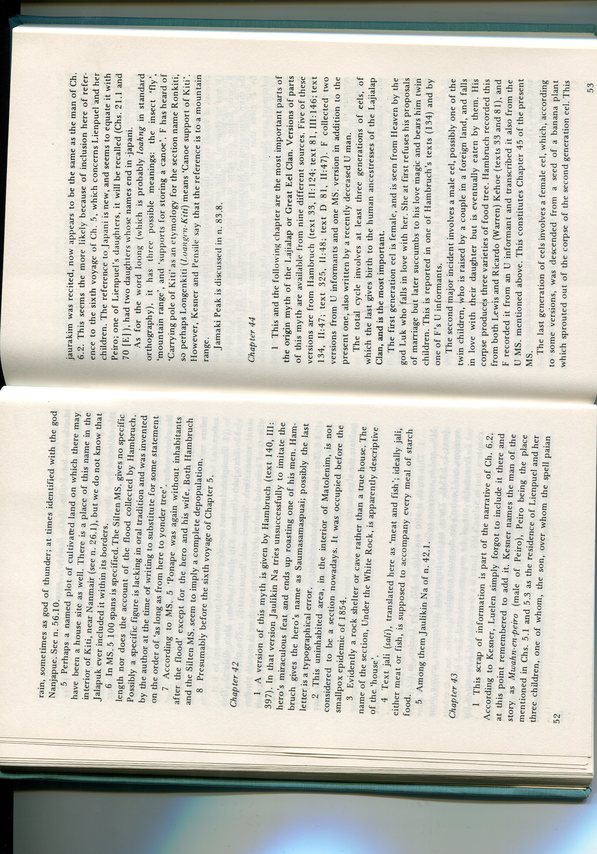 rain, sometimes as god of thunder; at times identified with the god
Nanjapue. See n. 56.10.
5 Perhaps a named plot of cultivated land on which there may
have been a house site as well. There is a place of this name in the
interior of Kiti, near Nanmair (see n. 26.1), but we do not know that
Jalapuk ever included it within its borders.
6 In MS. 5 100 spans is specified. The Silten MS. gives no specific
length nor does the account of the flood collected by Hambruch.
Possibly a specific figure is lacking in oral tradition and was invented
by the author at the time of writing to substitute for some statement
on the order of 'as long as from here to yonder tree'.
7 According to MS. 5 'Ponape was again without inhabitants
after the flood' except for the hero and his wife. Both Hambruch
and the Silten MS. seem to imply a complete depopulation.
8 Presumably before the sixth voyage of Chapter 5.
Chapter 42
1 A version of this myth is given by Hambruch (text 140, III:
397). In that version Jaulikin Na tries unsuccessfully to imitate the
hero's miraculous feat and ends up roasting one of his men. Ham-
bruch gives the hero's name as Saumasamaspuai; possibly the last
letter is a typographical error.
2 This uninhabited area, in the interior of Matolenim, is not
considered to be a section nowadays. It was occupied before the
smallpox epidemic of 1854.
3 Evidently a rock shelter or cave rather than a true house. The
name of the section, Under the White Rock, is apparently descriptive
of the 'house'.
4 Text jali (sali), translated here as 'meat and fish'; ideally jali,
either meat or fish, is supposed to accompany every meal of starch
food.
5 Among them Jaulikin Na of n. 42.1.
Chapter 43
1 This scrap of information is part of the narrative of Ch. 6.2.
According to Kesner, Luelen simply forgot to include it there and
at this point remembered to add it. Kesner names the man of the
story as Mwahn-en-peiro (male of Peiro), Peiro being the place
mentioned in Chs. 5.1 and 5.3 as the residence of Lienpuel and her
three children, one of whom, the son, over whom the spell paian
52
jaurakim was recited, now appears to be the same as the man of Ch.
6.2. This seems the more likely because of inclusion here of refer-
ence to the sixth voyage of Ch. 5, which concerns Lienpuel and her
children. The reference to Japani is new, and seems to equate it with
Peiro; one of Lienpuel's daughters, it will be recalled (Chs. 21.1 and
70 [E]), had two daughters whose names end in -japani.
As for the word loong (which is probably loahng in standard
orthography), it has three possible meanings: the insect 'fly',
'mountain range', and 'supports for storing a canoe'. F has heard of
'Carrying pole of Kiti' as an etymology for the section name Ronkiti,
so perhaps Longenkiti (Loangen-Kiti) means 'Canoe support of Kiti'.
However, Kesner and Pensile say that the reference is to a mountain
range.
Jamaki Peak is discussed in n. 83.8.
Chapter 44
1 This and the following chapter are the most important parts of
the origin myth of the Lajialap or Great Eel Clan. Versions of parts
of this myth are available from nine different sources. Five of these
versions are from Hambruch (text 33, II:124; text 81, III:146; text
134, II:47; text 325, II:48; text D 81, II:47). F collected two
versions from U informants and one MS. version in addition to the
present one, also written by a recently deceased U man.
The total cycle involves at least three generations of eels, of
which the last gives birth to the human ancestresses of the Lajialap
Clan, and is the most important.
The first generation eel is female, and is seen from Heaven by the
god Luk who falls in love with her. She at first refuses his proposals
of marriage but later succumbs to his love magic and bears him twin
children. This is reported in one of Hambruch's texts (134) and by
one of F's U informants.
The second major incident involves a male eel, possibly one of the
twin children, who is raised by a couple in a foreign land, and falls
in love with their daughter but is eventually eaten by them. His
corpse produces three varieties of food tree. Hambruch recorded this
from both Lewis and Ricardo (Warren) Kehoe (texts 33 and 81), and
F recorded it from an U informant and transcribed it also from the
U MS. mentioned above. This constitutes Chapter 45 of the present
MS.
The last generation of eels involves a female eel, which, according
to some versions, was descended from a seed of a banana plant
which sprouted out of the corpse of the second generation eel. This
53